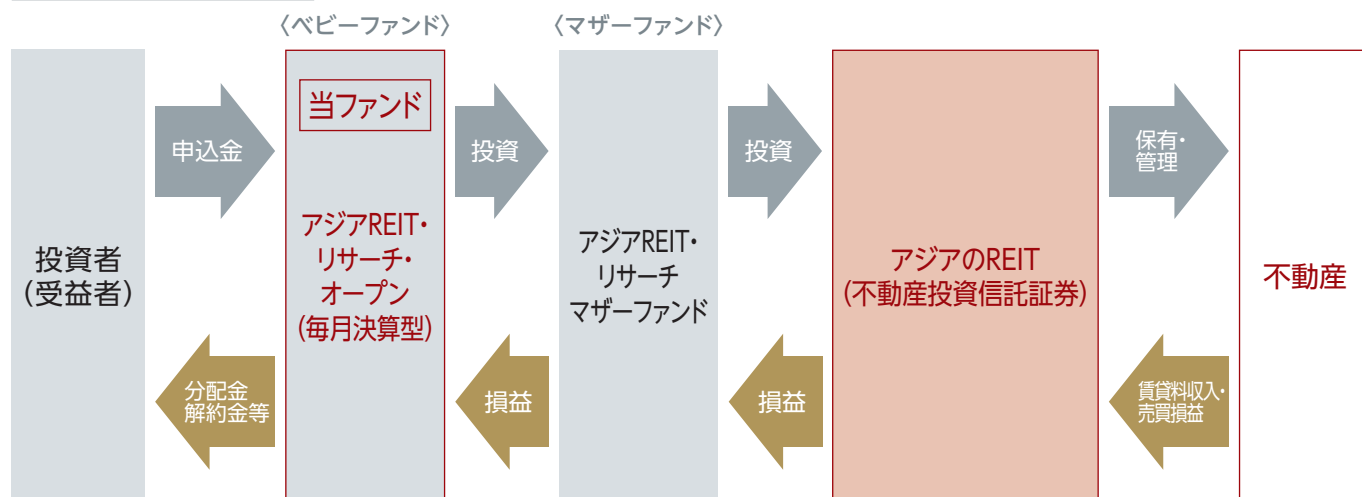 〈ベビーファンド〉
〈マザーファンド〉
当ファンド
申込金
投資
投資
保有・
管理
投資者
(受益者)
アジアREIT・
リサーチ・
オープン
(毎月決算型)
アジアREIT・
リサーチ
マザーファンド
アジアのREIT
(不動産投資信託証券)
不動産
分配金
解約金等
損益
損益
賃貸料収入・
売買損益